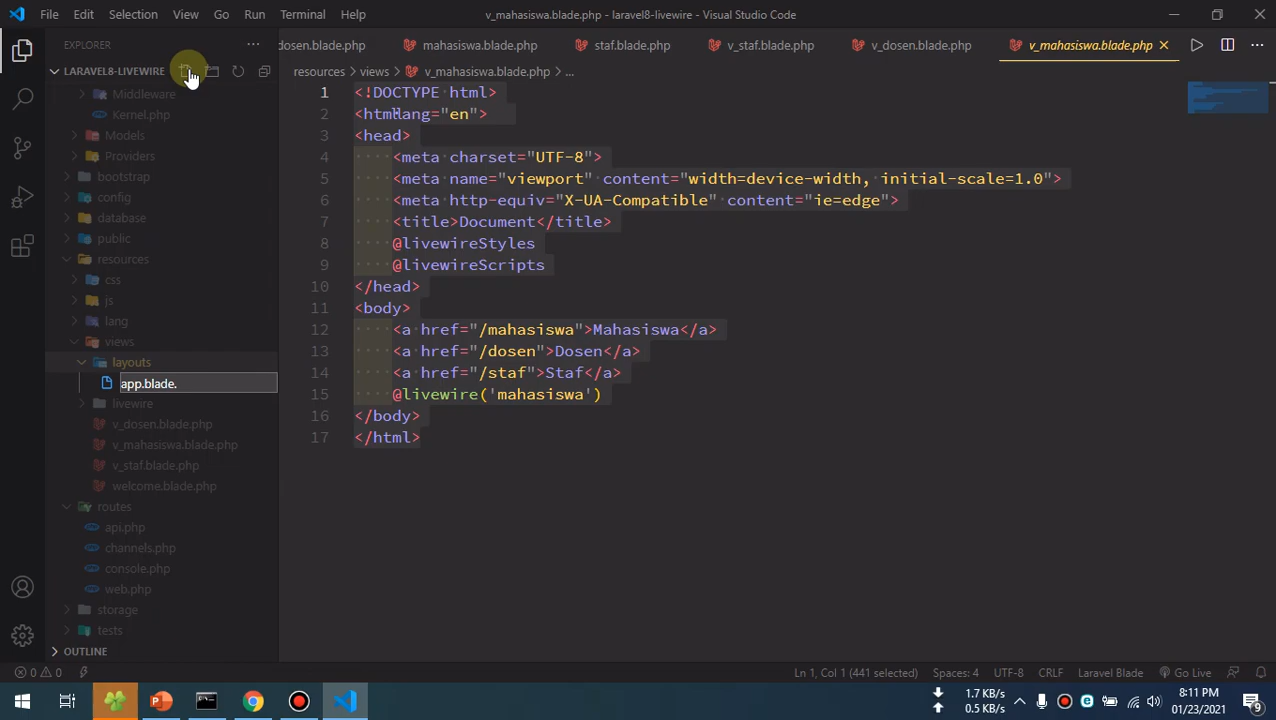 File Edit Selection View Go Run Terminal Help
v_mahasiswa.blade.php - laravel8-livewire - Visual Studio Code
EXPLORER
LARAVEL8-LIVEWIRE
Middleware
Kernel.php
Models
Providers
bootstrap
config
database
public
resources
css
js
lang
views
layouts
app.blade.
livewire
v_dosen.blade.php
v_mahasiswa.blade.php
v_staf.blade.php
welcome.blade.php
routes
api.php
channels.php
console.php
web.php
storage
tests
OUTLINE
dosen.blade.php mahasiswa.blade.php staf.blade.php v_staf.blade.php v_dosen.blade.php v_mahasiswa.blade.php
resources > views > v_mahasiswa.blade.php > ...
1 <!DOCTYPE html>
2 <html lang="en">
3 <head>
4 <meta charset="UTF-8">
5 <meta name="viewport" content="width=device-width, initial-scale=1.0">
6 <meta http-equiv="X-UA-Compatible" content="ie=edge">
7 <title>Document</title>
8 @livewireStyles
9 @livewireScripts
10 </head>
11 <body>
12 <a href="/mahasiswa">Mahasiswa</a>
13 <a href="/dosen">Dosen</a>
14 <a href="/staf">Staf</a>
15 @livewire('mahasiswa')
16 </body>
17 </html>
0 0 Ln 1, Col 1 (441 selected) Spaces: 4 UTF-8 CRLF Laravel Blade Go Live
1.7 KB/s
0.5 KB/s
8:11 PM
01/23/2021
9